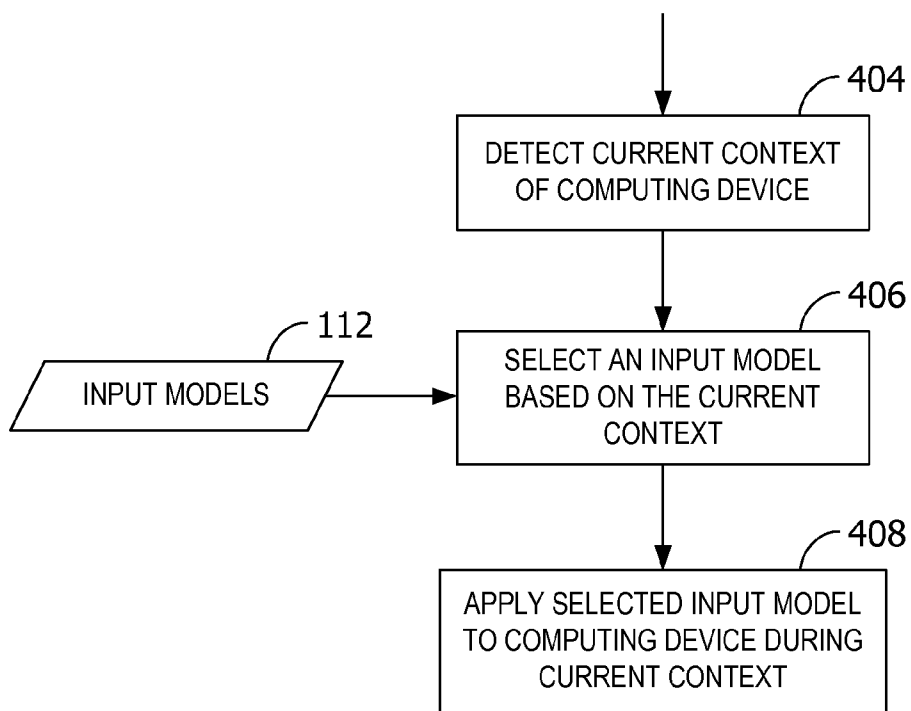 404
DETECT CURRENT CONTEXT
OF COMPUTING DEVICE
406
112
SELECT AN INPUT MODEL
BASED ON THE CURRENT
CONTEXT
INPUT MODELS
408
APPLY SELECTED INPUT MODEL
TO COMPUTING DEVICE DURING
CURRENT CONTEXT